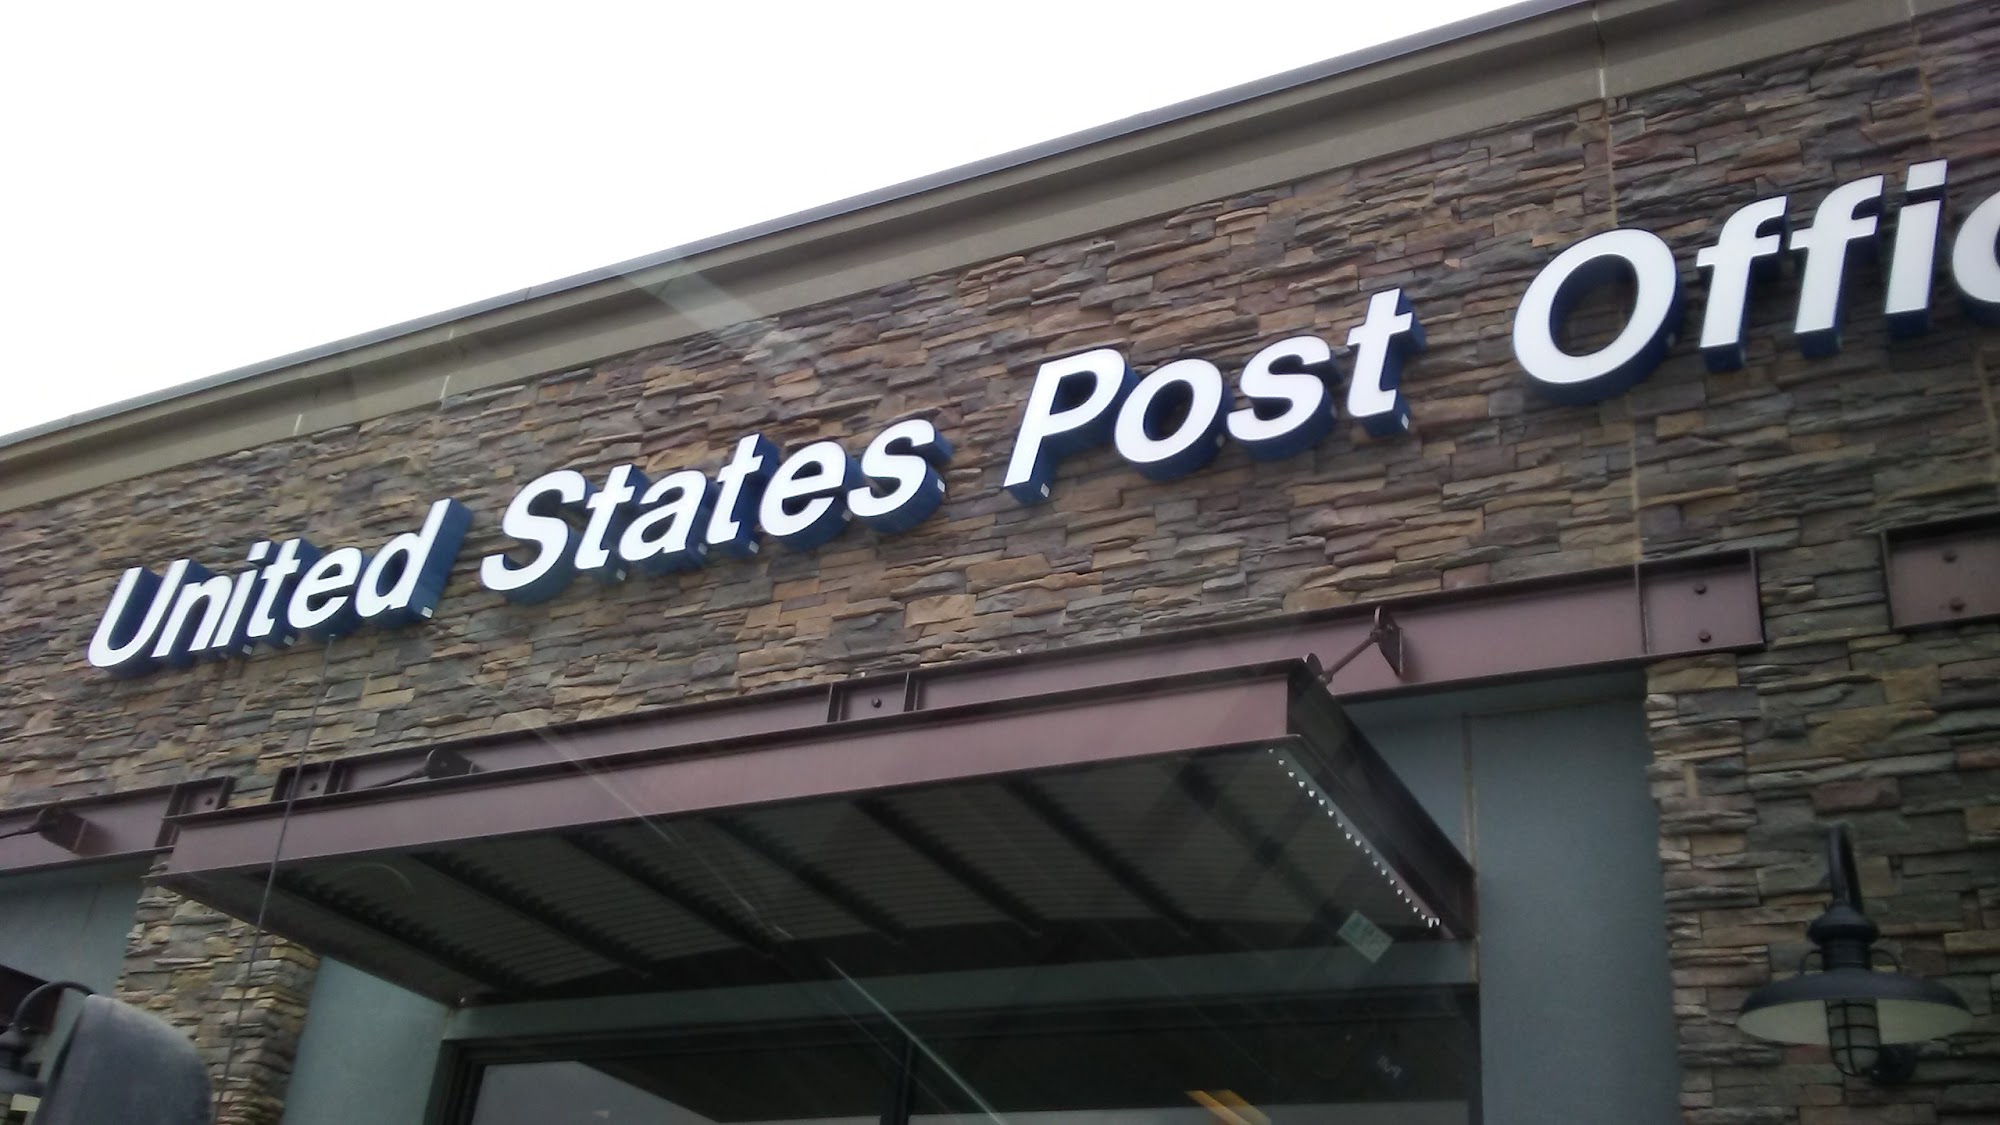 United States Post Offic